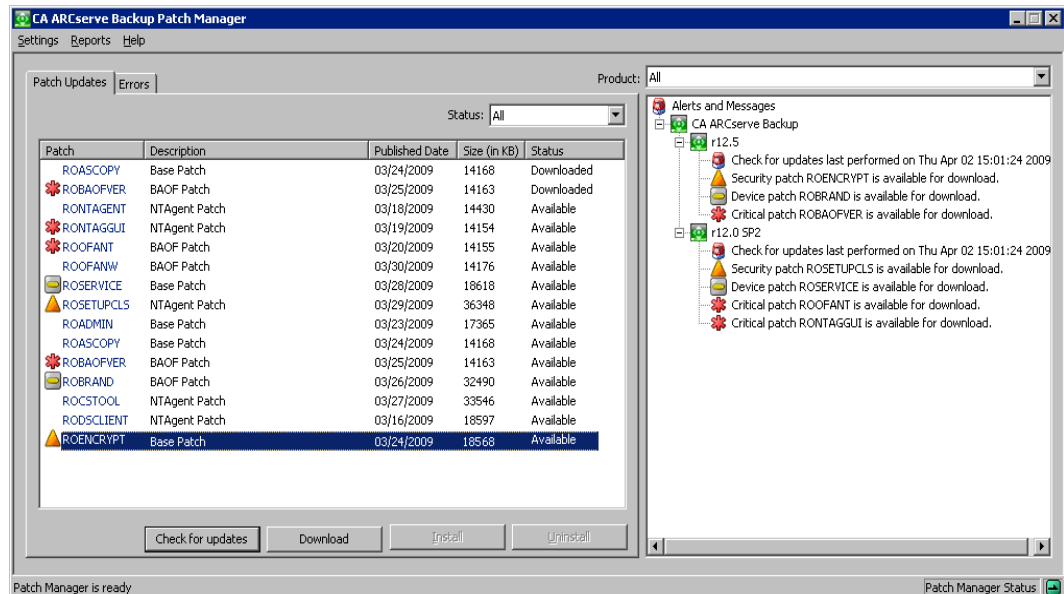 CA ARCserve Backup Patch Manager
Settings Reports Help
Patch Updates Errors
Product: All
Status: All
Patch Description Published Date Size (in KB) Status
ROASCOPY Base Patch 03/24/2009 14168 Downloaded
ROBAOFVER BAOF Patch 03/25/2009 14163 Downloaded
RONTAGENT NTAgent Patch 03/18/2009 14430 Available
RONTAGGUI NTAgent Patch 03/19/2009 14154 Available
ROOFANT BAOF Patch 03/20/2009 14155 Available
ROOFANW BAOF Patch 03/30/2009 14176 Available
ROSERVICE Base Patch 03/28/2009 18618 Available
ROSETUPCLS NTAgent Patch 03/29/2009 36348 Available
ROADMIN Base Patch 03/23/2009 17365 Available
ROASCOPY Base Patch 03/24/2009 14168 Available
ROBAOFVER BAOF Patch 03/25/2009 14163 Available
ROBRAND BAOF Patch 03/26/2009 32490 Available
ROCSTOOL NTAgent Patch 03/27/2009 33546 Available
RODSCLIENT NTAgent Patch 03/16/2009 18597 Available
ROENCRYPT Base Patch 03/24/2009 18568 Available
Check for updates Download Install Uninstall
Alerts and Messages
CA ARCserve Backup
r12.5
Check for updates last performed on Thu Apr 02 15:01:24 2009
Security patch ROENCRYPT is available for download.
Device patch ROBRAND is available for download.
Critical patch ROBAOFVER is available for download.
r12.0 SP2
Check for updates last performed on Thu Apr 02 15:01:24 2009
Security patch ROSETUPCLS is available for download.
Device patch ROSERVICE is available for download.
Critical patch ROOFANT is available for download.
Critical patch RONTAGGUI is available for download.
Patch Manager is ready
Patch Manager Status